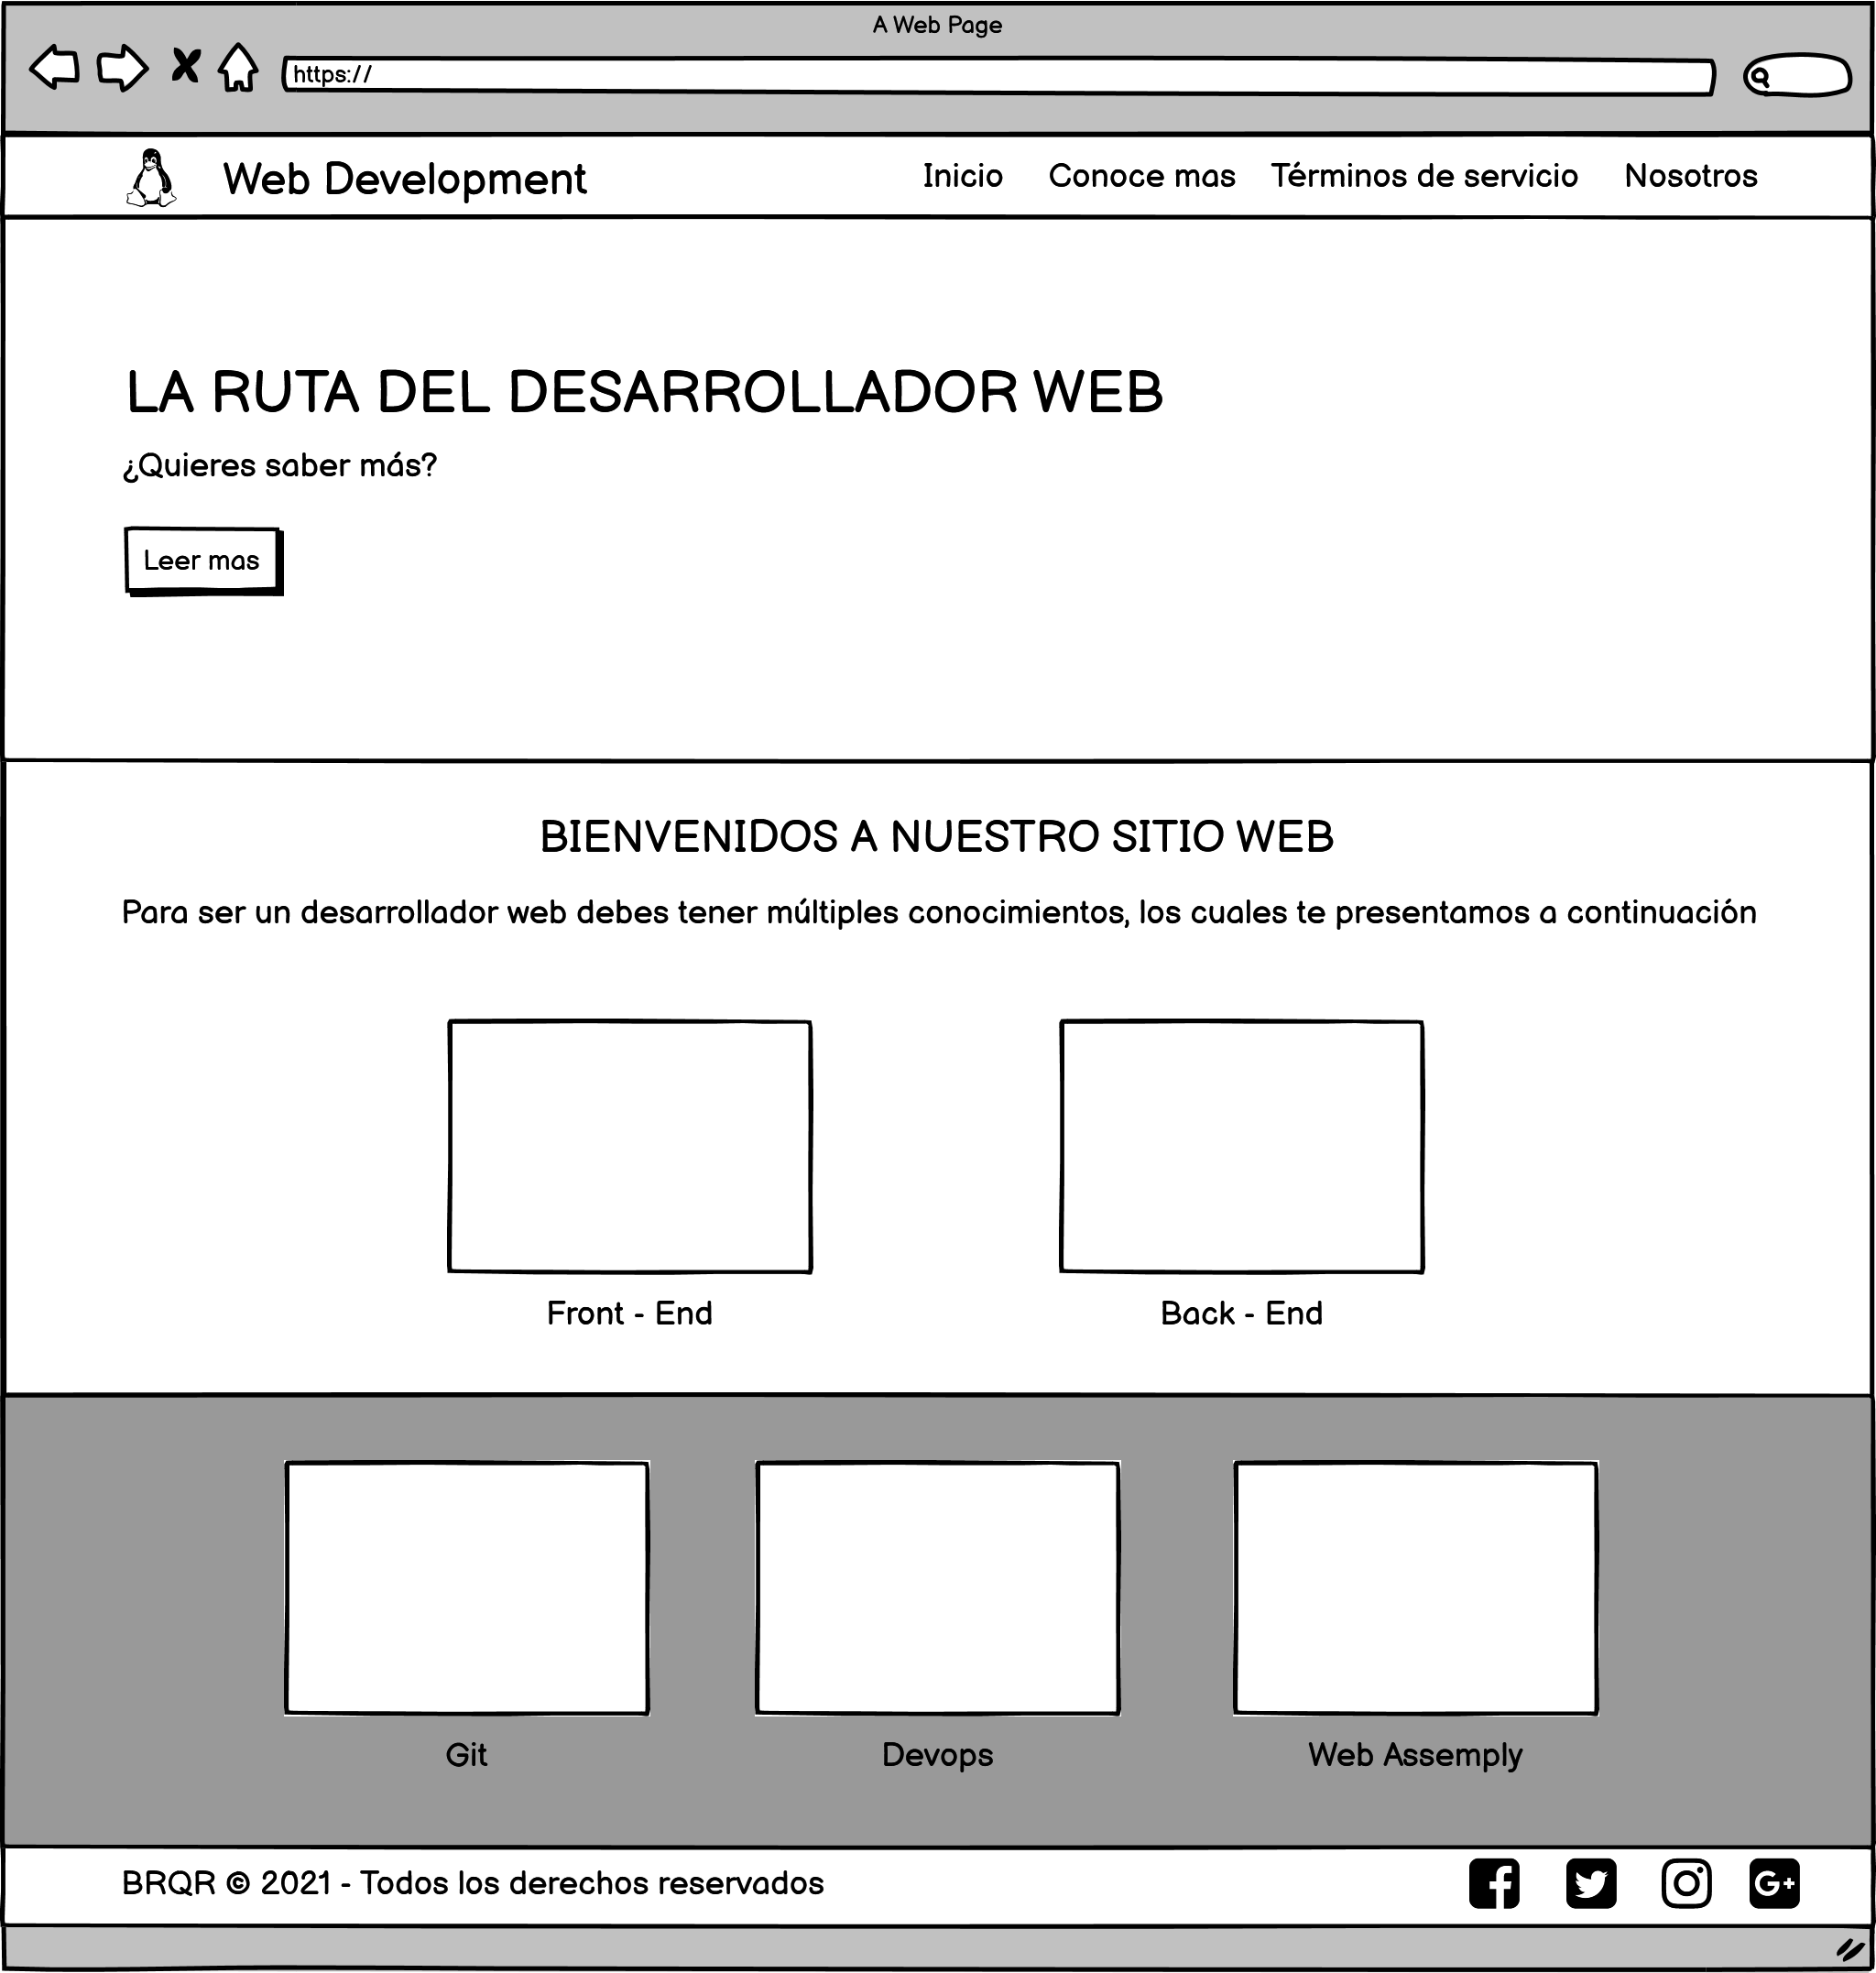 A Web Page
https://
Web Development
Inicio Conoce mas Términos de servicio Nosotros
LA RUTA DEL DESARROLLADOR WEB
¿Quieres saber más?
Leer mas
BIENVENIDOS A NUESTRO SITIO WEB
Para ser un desarrollador web debes tener múltiples conocimientos, los cuales te presentamos a continuación
Front - End Back - End
Git Devops Web Assemply
BRQR © 2021 - Todos los derechos reservados
G+